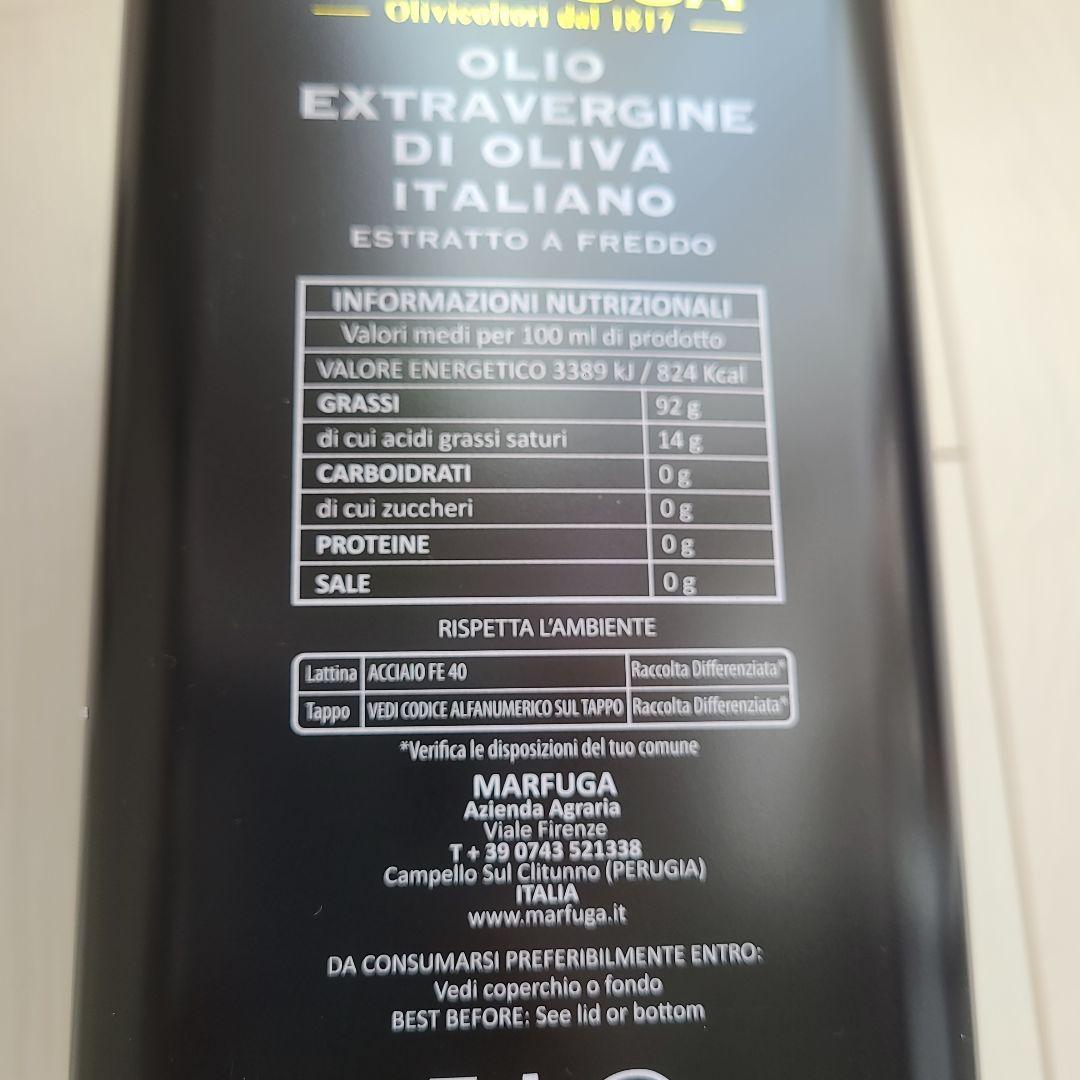 Olivicoltori dal 1817
OLIO
EXTRAVERGINE
DI OLIVA
ITALIANO
ESTRATTO A FREDDO
INFORMAZIONI NUTRIZIONALI
Valori medi per 100 ml di prodotto
VALORE ENERGETICO 3389 kJ / 824 Kcal
GRASSI 92 g
di cui acidi grassi saturi 14 g
CARBOIDRATI 0 g
di cui zuccheri 0 g
PROTEINE 0 g
SALE 0 g
RISPETTA L'AMBIENTE
Lattina ACCIAIO FE 40 Raccolta Differenziata*
Tappo VEDI CODICE ALFANUMERICO SUL TAPPO Raccolta Differenziata*
*Verifica le disposizioni del tuo comune
MARFUGA
Azienda Agraria
Viale Firenze
T + 39 0743 521338
Campello Sul Clitunno (PERUGIA)
ITALIA
www.marfuga.it
DA CONSUMARSI PREFERIBILMENTE ENTRO:
Vedi coperchio o fondo
BEST BEFORE: See lid or bottom